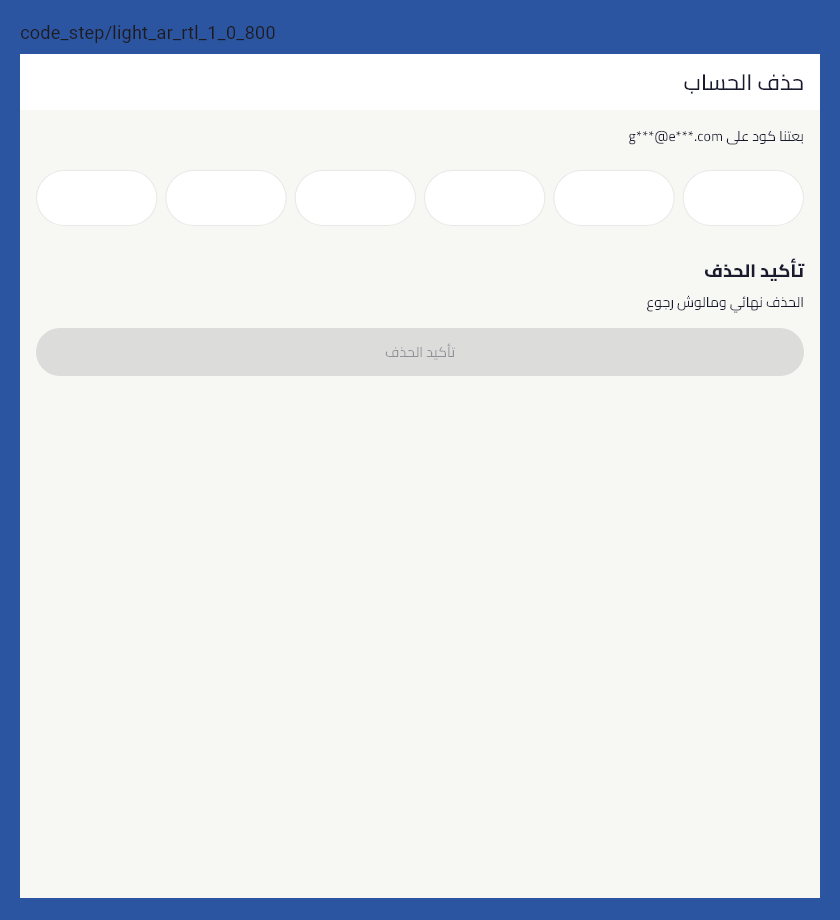 code_step/light_ar_rtl_1_0_800
حذف الحساب
بعتنا كود على g***@e***.com
تأكيد الحذف
الحذف نهائي ومالوش رجوع
تأكيد الحذف